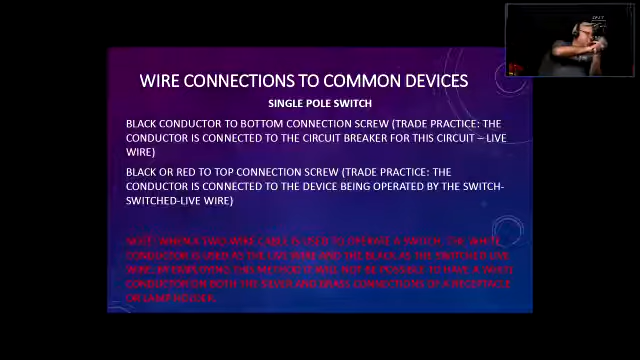 WIRE CONNECTIONS TO COMMON DEVICES
SINGLE POLE SWITCH
BLACK CONDUCTOR TO BOTTOM CONNECTION SCREW (TRADE PRACTICE: THE
CONDUCTOR IS CONNECTED TO THE CIRCUIT BREAKER FOR THIS CIRCUIT – LIVE
WIRE)
BLACK OR RED TO TOP CONNECTION SCREW (TRADE PRACTICE: THE
CONDUCTOR IS CONNECTED TO THE DEVICE BEING OPERATED BY THE SWITCH-
SWITCHED-LIVE WIRE)
NOTE: WHEN A TWO WIRE CABLE IS USED TO OPERATE A SWITCH, THE WHITE
CONDUCTOR IS USED AS THE LIVE WIRE AND THE BLACK AS THE SWITCHED LIVE
WIRE. BY EMPLOYING THIS METHOD IT WILL NOT BE POSSIBLE TO HAVE A WHITE
CONDUCTOR ON BOTH THE SILVER AND BRASS CONNECTIONS OF A RECEPTACLE
OR LAMP HOLDER.